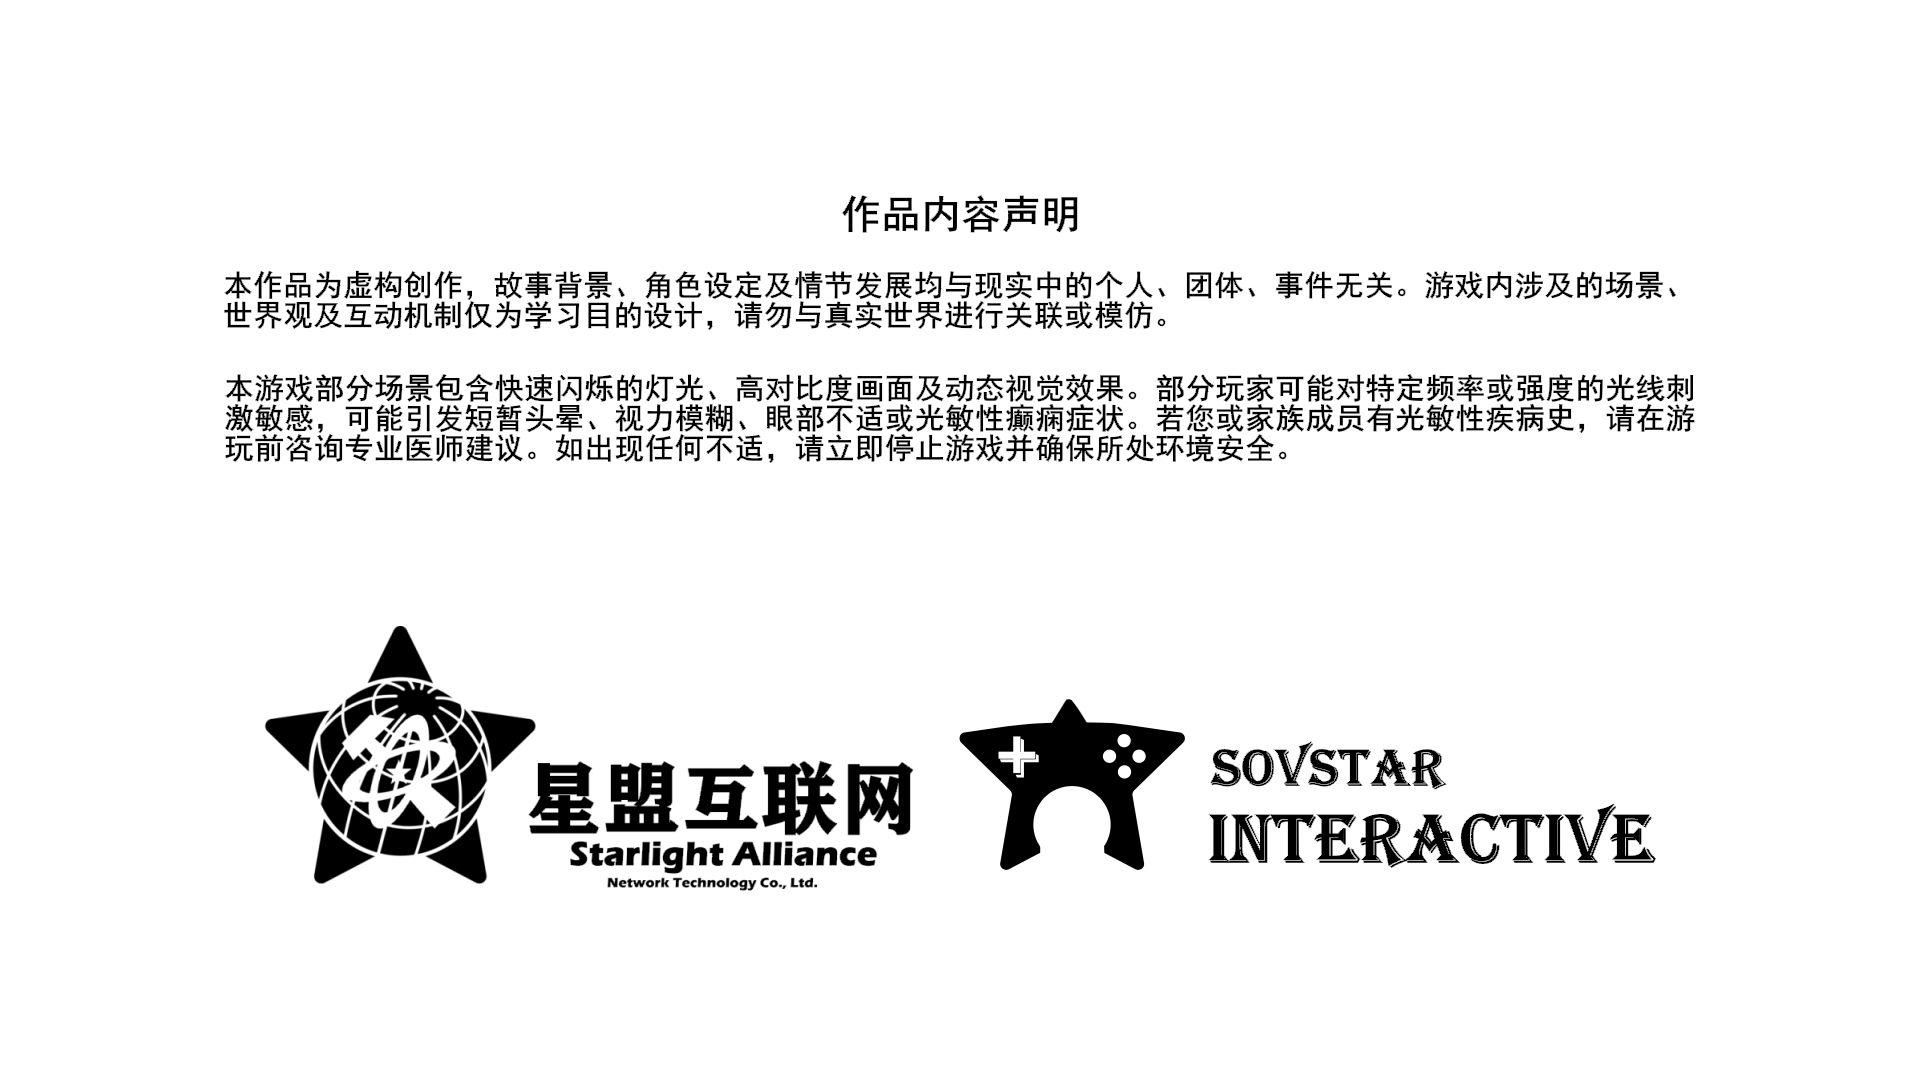 作品内容声明
本作品为虚构创作，故事背景、角色设定及情节发展均与现实中的个人、团体、事件无关。游戏内涉及的场景、
世界观及互动机制仅为学习目的设计，请勿与真实世界进行关联或模仿。
本游戏部分场景包含快速闪烁的灯光、高对比度画面及动态视觉效果。部分玩家可能对特定频率或强度的光线刺
激敏感，可能引发短暂头晕、视力模糊、眼部不适或光敏性癫痫症状。若您或家族成员有光敏性疾病史，请在游
玩前咨询专业医师建议。如出现任何不适，请立即停止游戏并确保所处环境安全。
星盟互联网
Starlight Alliance
Network Technology Co., Ltd.
SOVSTAR
INTERACTIVE